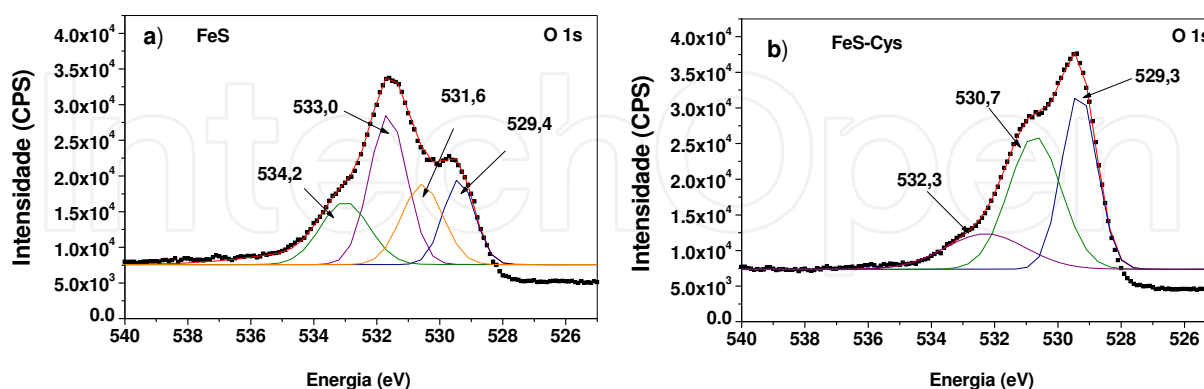 a) FeS O 1s
4.0x10⁴
3.5x10⁴
3.0x10⁴
2.5x10⁴
2.0x10⁴
1.5x10⁴
1.0x10⁴
5.0x10³
0.0
Intensidade (CPS)
534,2
533,0
531,6
529,4
540 538 536 534 532 530 528 526
Energia (eV)
b) FeS-Cys O 1s
4.0x10⁴
3.5x10⁴
3.0x10⁴
2.5x10⁴
2.0x10⁴
1.5x10⁴
1.0x10⁴
5.0x10³
0.0
Intensidade (CPS)
532,3
530,7
529,3
540 538 536 534 532 530 528 526
Energia (eV)
IntechOpen